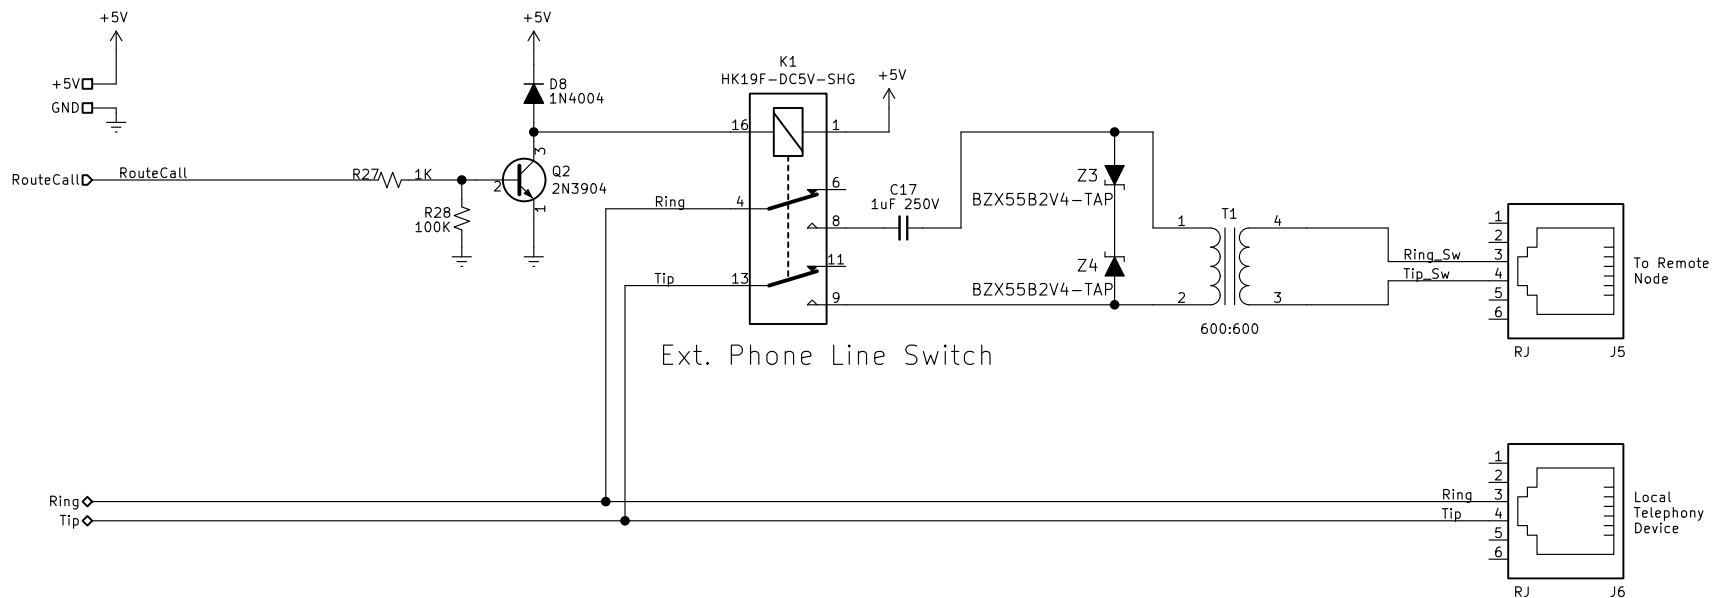 +5V
+5V
GND
RouteCall
RouteCall
R27
1K
R28
100K
+5V
D8
1N4004
3
2
1
Q2
2N3904
K1
HK19F-DC5V-SHG
+5V
16
1
6
4
8
11
13
9
Ring
Tip
C17
1uF 250V
Z3
BZX55B2V4-TAP
Z4
BZX55B2V4-TAP
T1
1
4
2
3
600:600
Ring_Sw
Tip_Sw
1
2
3
4
5
6
To Remote
Node
RJ
J5
Ext. Phone Line Switch
Ring
Tip
Ring
Tip
1
2
3
4
5
6
Local
Telephony
Device
RJ
J6